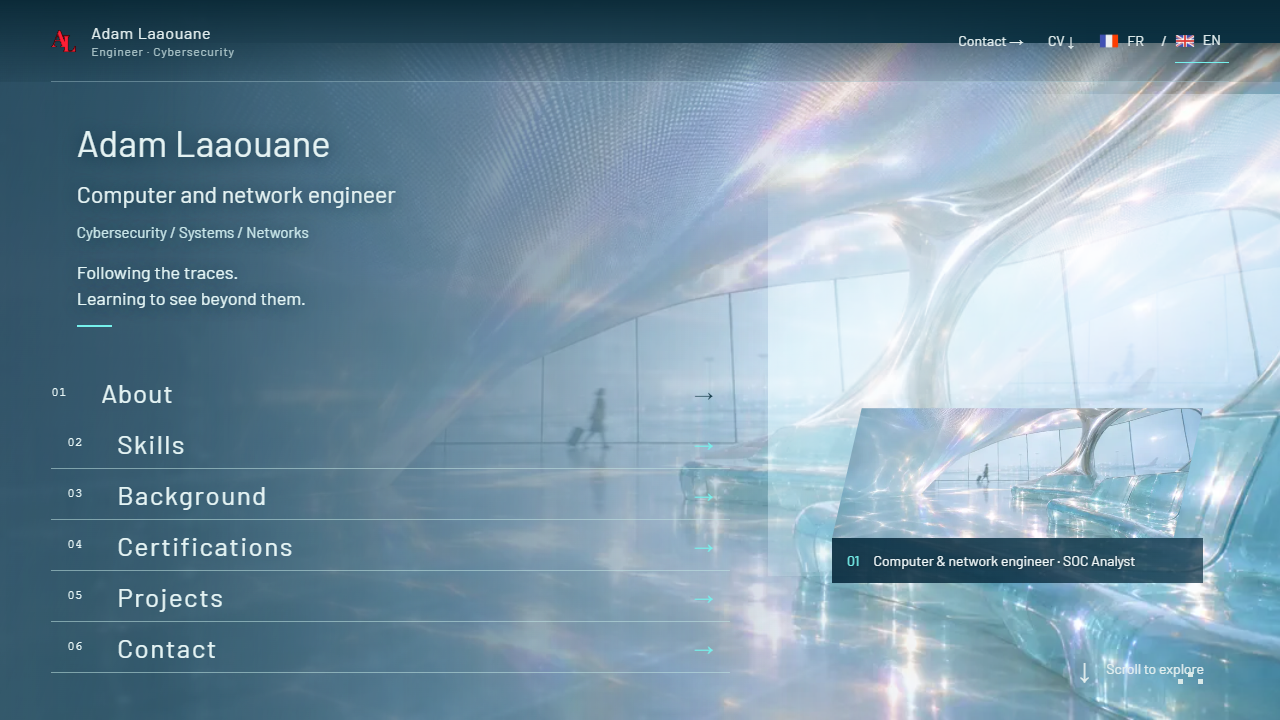 AL
Adam Laaouane
Engineer · Cybersecurity
Contact →
CV ↓
FR / EN
Adam Laaouane
Computer and network engineer
Cybersecurity / Systems / Networks
Following the traces.
Learning to see beyond them.
01 About →
02 Skills →
03 Background →
04 Certifications →
05 Projects →
06 Contact →
01 Computer & network engineer · SOC Analyst
↓ Scroll to explore